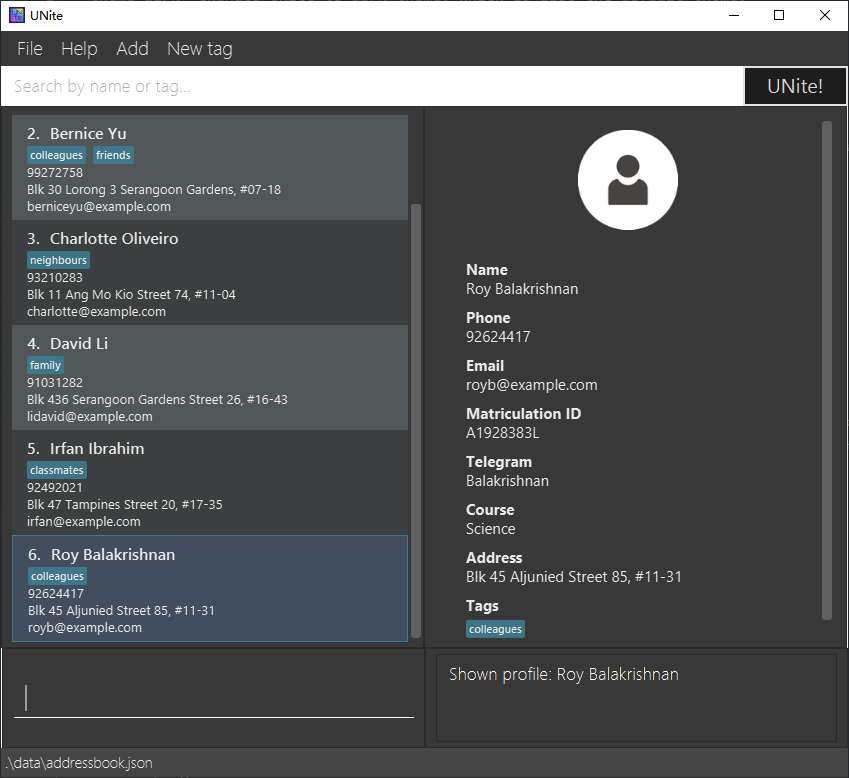 UNite
File Help Add New tag
Search by name or tag...
UNite!
2. Bernice Yu
colleagues friends
99272758
Blk 30 Lorong 3 Serangoon Gardens, #07-18
berniceyu@example.com
3. Charlotte Oliveiro
neighbours
93210283
Blk 11 Ang Mo Kio Street 74, #11-04
charlotte@example.com
4. David Li
family
91031282
Blk 436 Serangoon Gardens Street 26, #16-43
lidavid@example.com
5. Irfan Ibrahim
classmates
92492021
Blk 47 Tampines Street 20, #17-35
irfan@example.com
6. Roy Balakrishnan
colleagues
92624417
Blk 45 Aljunied Street 85, #11-31
royb@example.com
Name
Roy Balakrishnan
Phone
92624417
Email
royb@example.com
Matriculation ID
A1928383L
Telegram
Balakrishnan
Course
Science
Address
Blk 45 Aljunied Street 85, #11-31
Tags
colleagues
Shown profile: Roy Balakrishnan
.\data\addressbook.json